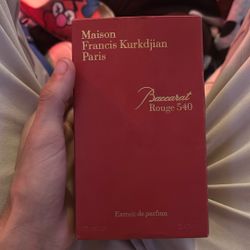 Maison
Francis Kurkdjian
Paris
Baccarat
Rouge 540
Extrait de parfum